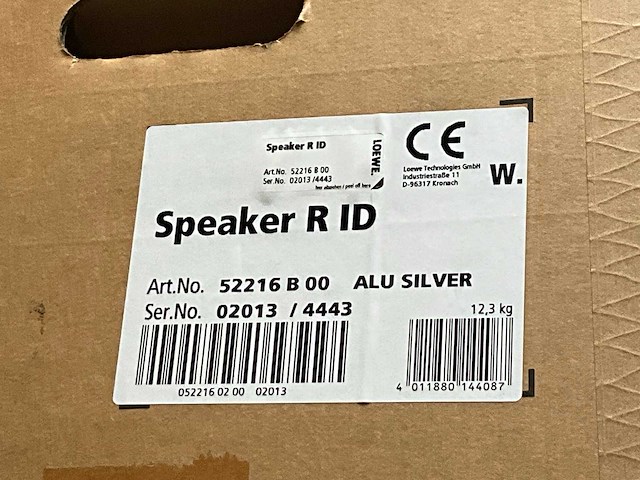 Speaker R ID
Art.No. 52216 B 00
Ser.No. 02013 /4443
LOEWE.
hier abziehen / peel off here
CE
Loewe Technologies GmbH
Industriestraße 11
D-96317 Kronach
W.
Speaker R ID
Art.No. 52216 B 00 ALU SILVER
Ser.No. 02013 / 4443
12,3 kg
052216 02 00 02013
4 011880 144087